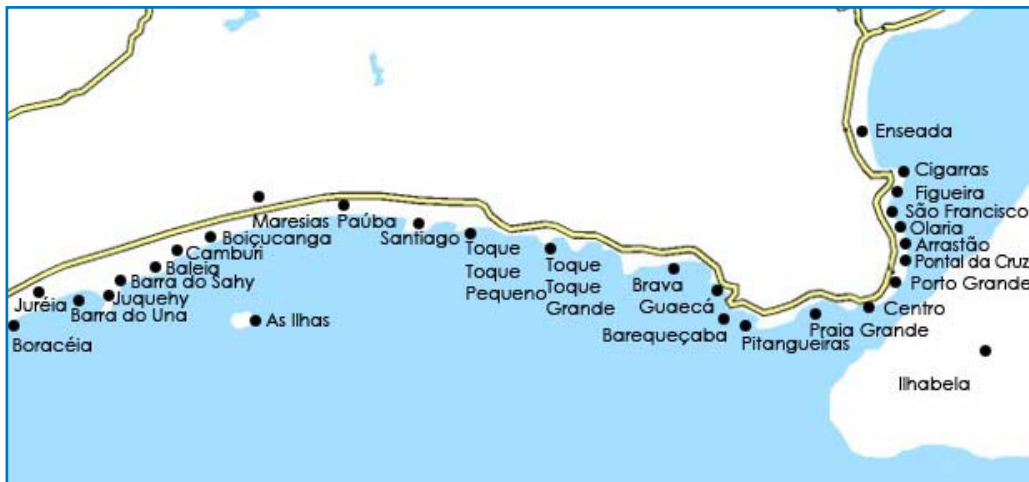 Enseada
Cigarras
Figueira
São Francisco
Olaria
Arrastão
Pontal da Cruz
Porto Grande
Centro
Praia Grande
Pitangueiras
Barequeçaba
Guaecá
Brava
Toque
Toque
Grande
Toque
Toque
Pequeno
Santiago
Paúba
Maresias
Boiçucanga
Camburi
Baleia
Barra do Sahy
Juquehy
Barra do Una
Juréia
Boracéia
As Ilhas
Ilhabela